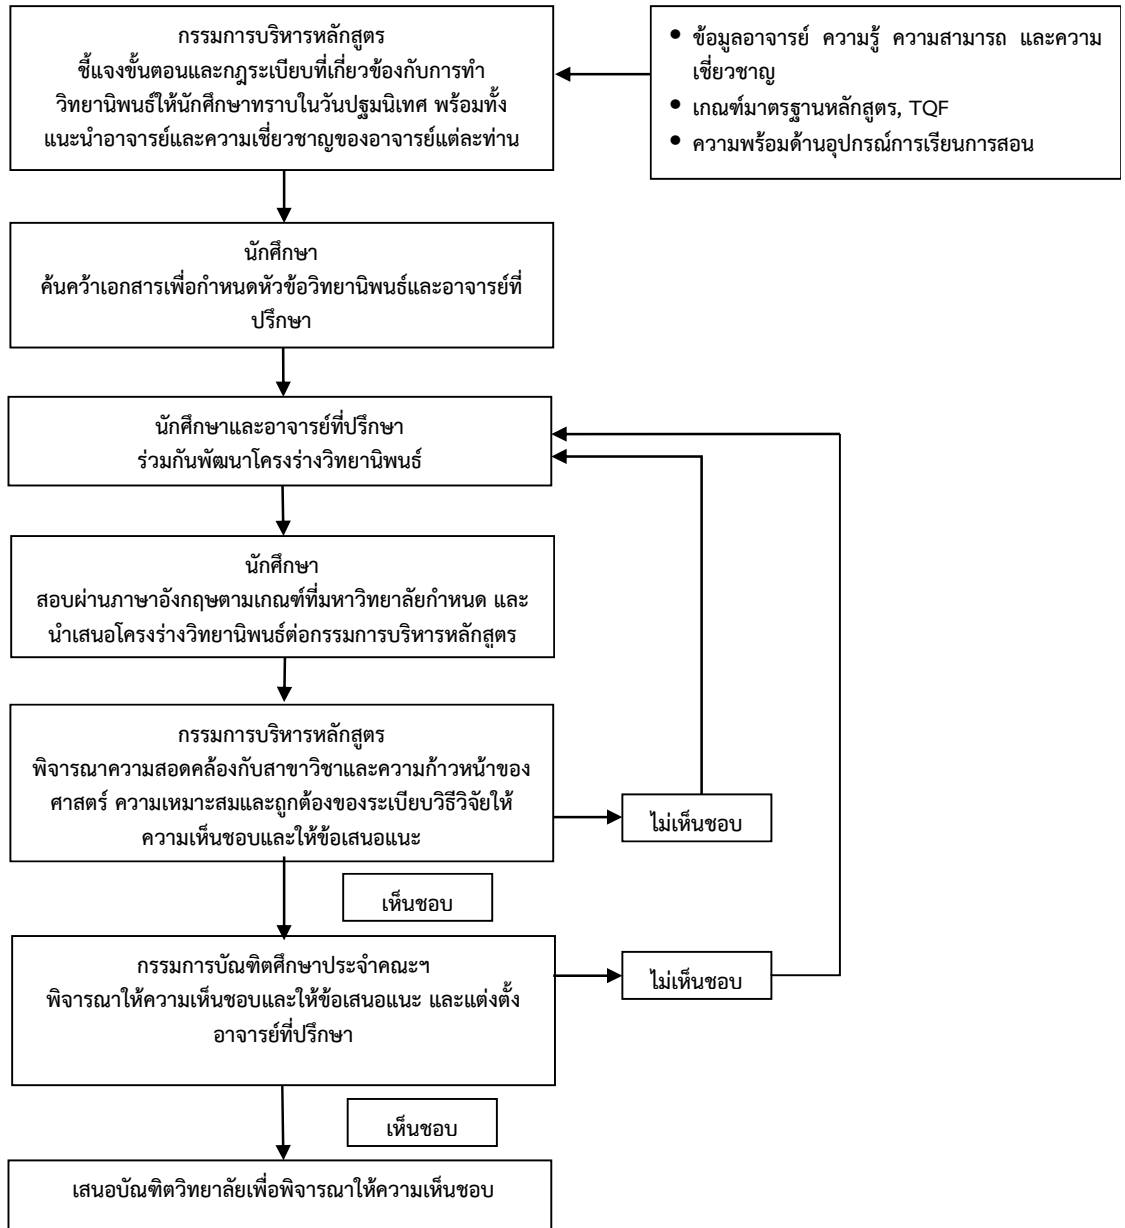 กรรมการบริหารหลักสูตร
ชี้แจงขั้นตอนและกฎระเบียบที่เกี่ยวข้องกับการทำ
วิทยานิพนธ์ให้นักศึกษาทราบในวันปฐมนิเทศ พร้อมทั้ง
แนะนำอาจารย์และความเชี่ยวชาญของอาจารย์แต่ละท่าน
• ข้อมูลอาจารย์ ความรู้ ความสามารถ และความ
เชี่ยวชาญ
• เกณฑ์มาตรฐานหลักสูตร, TQF
• ความพร้อมด้านอุปกรณ์การเรียนการสอน
นักศึกษา
ค้นคว้าเอกสารเพื่อกำหนดหัวข้อวิทยานิพนธ์และอาจารย์ที่
ปรึกษา
นักศึกษาและอาจารย์ที่ปรึกษา
ร่วมกันพัฒนาโครงร่างวิทยานิพนธ์
นักศึกษา
สอบผ่านภาษาอังกฤษตามเกณฑ์ที่มหาวิทยาลัยกำหนด และ
นำเสนอโครงร่างวิทยานิพนธ์ต่อกรรมการบริหารหลักสูตร
กรรมการบริหารหลักสูตร
พิจารณาความสอดคล้องกับสาขาวิชาและความก้าวหน้าของ
ศาสตร์ ความเหมาะสมและถูกต้องของระเบียบวิธีวิจัยให้
ความเห็นชอบและให้ข้อเสนอแนะ
ไม่เห็นชอบ
เห็นชอบ
กรรมการบัณฑิตศึกษาประจำคณะฯ
พิจารณาให้ความเห็นชอบและให้ข้อเสนอแนะ และแต่งตั้ง
อาจารย์ที่ปรึกษา
ไม่เห็นชอบ
เห็นชอบ
เสนอบัณฑิตวิทยาลัยเพื่อพิจารณาให้ความเห็นชอบ